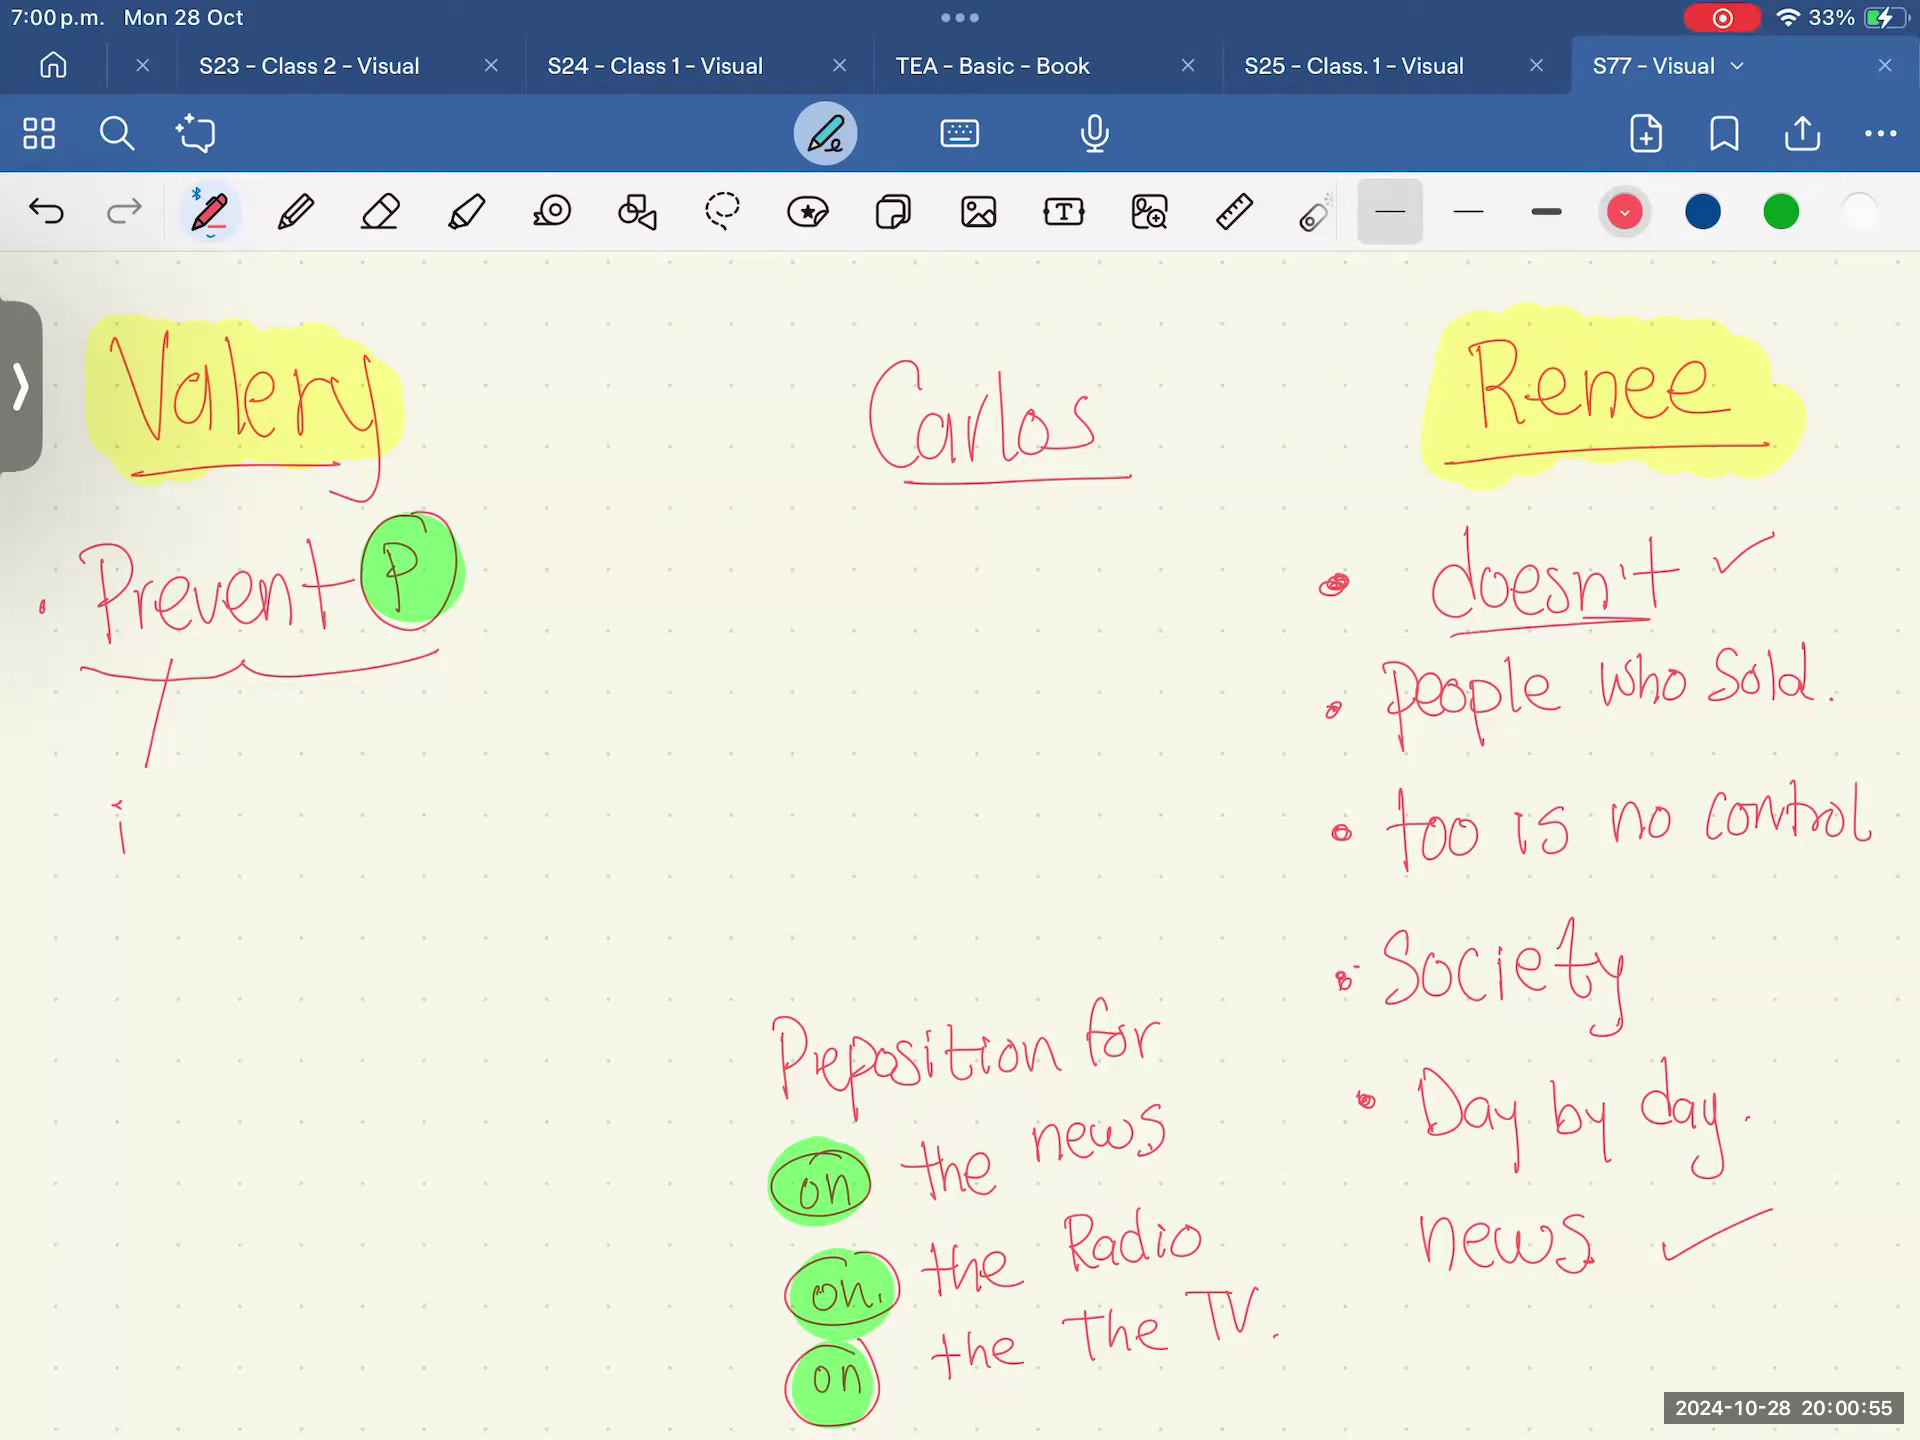 7:00 p.m. Mon 28 Oct
33%
S23 - Class 2 - Visual
S24 - Class 1 - Visual
TEA - Basic - Book
S25 - Class. 1 - Visual
S77 - Visual
Valery
Carlos
Renee
Prevent P
i
doesn't
people who sold.
too is no control
Society
Day by day.
news
Preposition for
on the news
on. the Radio
on the The TV.
2024-10-28 20:00:55